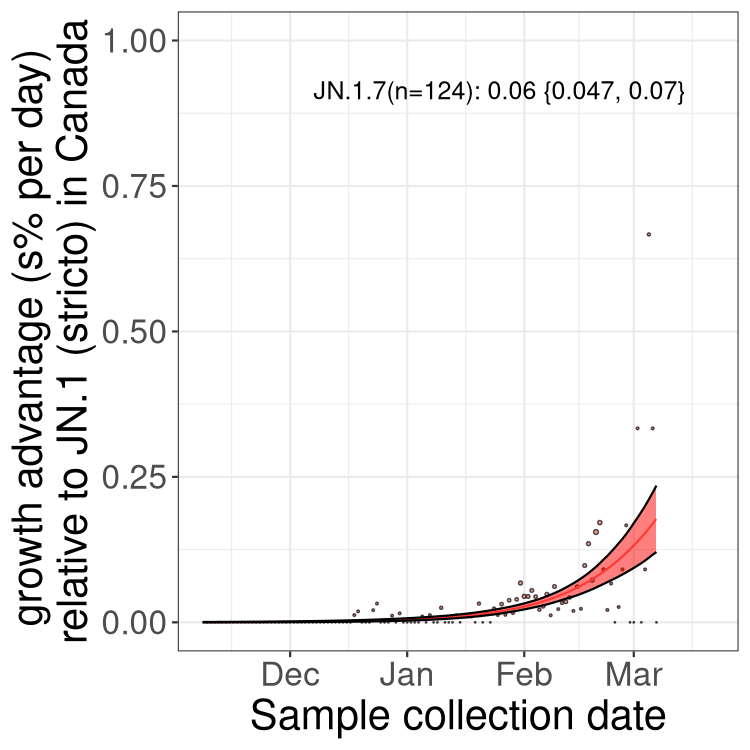 growth advantage (s% per day)
relative to JN.1 (stricto) in Canada
1.00
0.75
0.50
0.25
0.00
JN.1.7(n=124): 0.06 {0.047, 0.07}
Dec Jan Feb Mar
Sample collection date